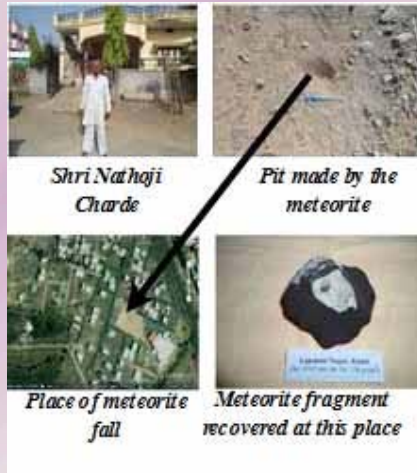 Shri Nathoji
Charde
Pit made by the
meteorite
Place of meteorite
fall
Meteorite fragment
recovered at this place